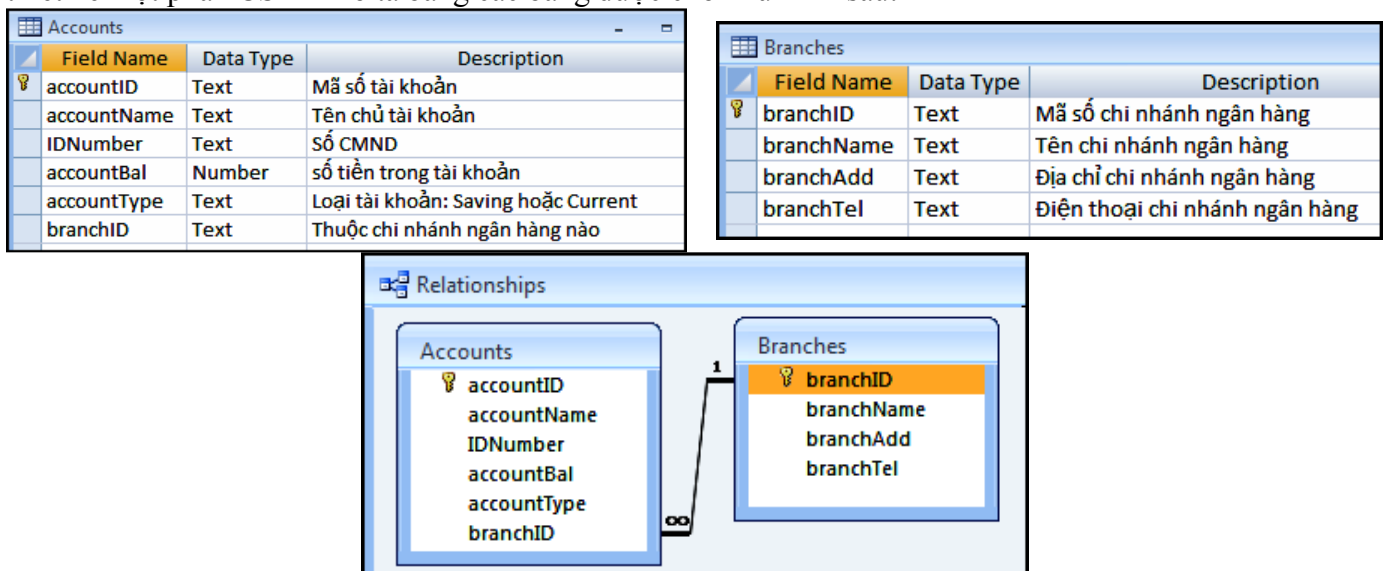 Accounts
Field Name Data Type Description
accountID Text Mã số tài khoản
accountName Text Tên chủ tài khoản
IDNumber Text Số CMND
accountBal Number số tiền trong tài khoản
accountType Text Loại tài khoản: Saving hoặc Current
branchID Text Thuộc chi nhánh ngân hàng nào
Branches
Field Name Data Type Description
branchID Text Mã số chi nhánh ngân hàng
branchName Text Tên chi nhánh ngân hàng
branchAdd Text Địa chỉ chi nhánh ngân hàng
branchTel Text Điện thoại chi nhánh ngân hàng
Relationships
Accounts
accountID
accountName
IDNumber
accountBal
accountType
branchID
1
∞
Branches
branchID
branchName
branchAdd
branchTel